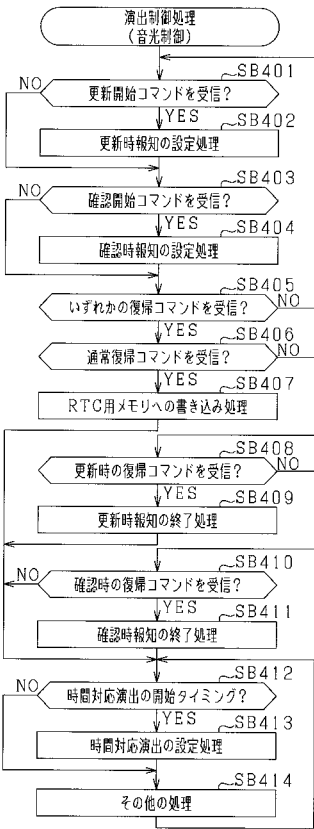 演出制御処理
(音光制御)
SB401
NO
更新開始コマンドを受信?
YES
SB402
更新時報知の設定処理
SB403
NO
確認開始コマンドを受信?
YES
SB404
確認時報知の設定処理
SB405
いずれかの復帰コマンドを受信?
NO
YES
SB406
通常復帰コマンドを受信?
NO
YES
SB407
RTC用メモリへの書き込み処理
SB408
更新時の復帰コマンドを受信?
NO
YES
SB409
更新時報知の終了処理
SB410
NO
確認時の復帰コマンドを受信?
YES
SB411
確認時報知の終了処理
SB412
NO
時間対応演出の開始タイミング?
YES
SB413
時間対応演出の設定処理
SB414
その他の処理